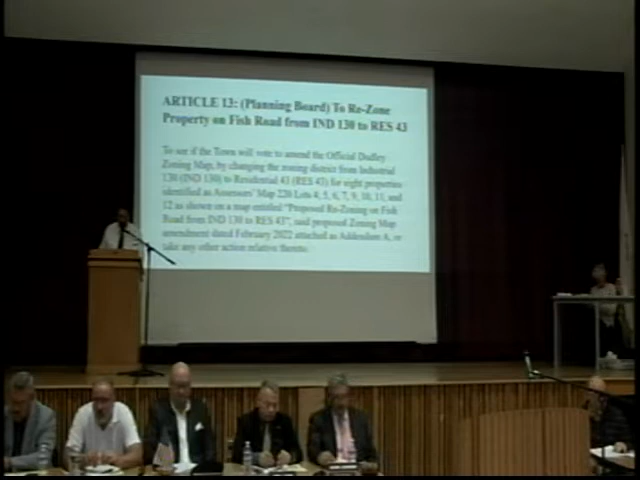 ARTICLE 13: (Planning Board) To Re-Zone
Property on Fish Road from IND 130 to RES 43
To see if the Town will vote to amend the Official Dudley
Zoning Map, by changing the zoning district from Industrial
130 (IND 130) to Residential 43 (RES 43) for eight properties
identified as Assessors' Map 220 Lots 4, 5, 6, 7, 9, 10, 11, and
12 as shown on a map entitled "Proposed Re-Zoning on Fish
Road from IND 130 to RES 43", said proposed Zoning Map
amendment dated February 2022 attached as Addendum A, or
take any other action relative thereto.